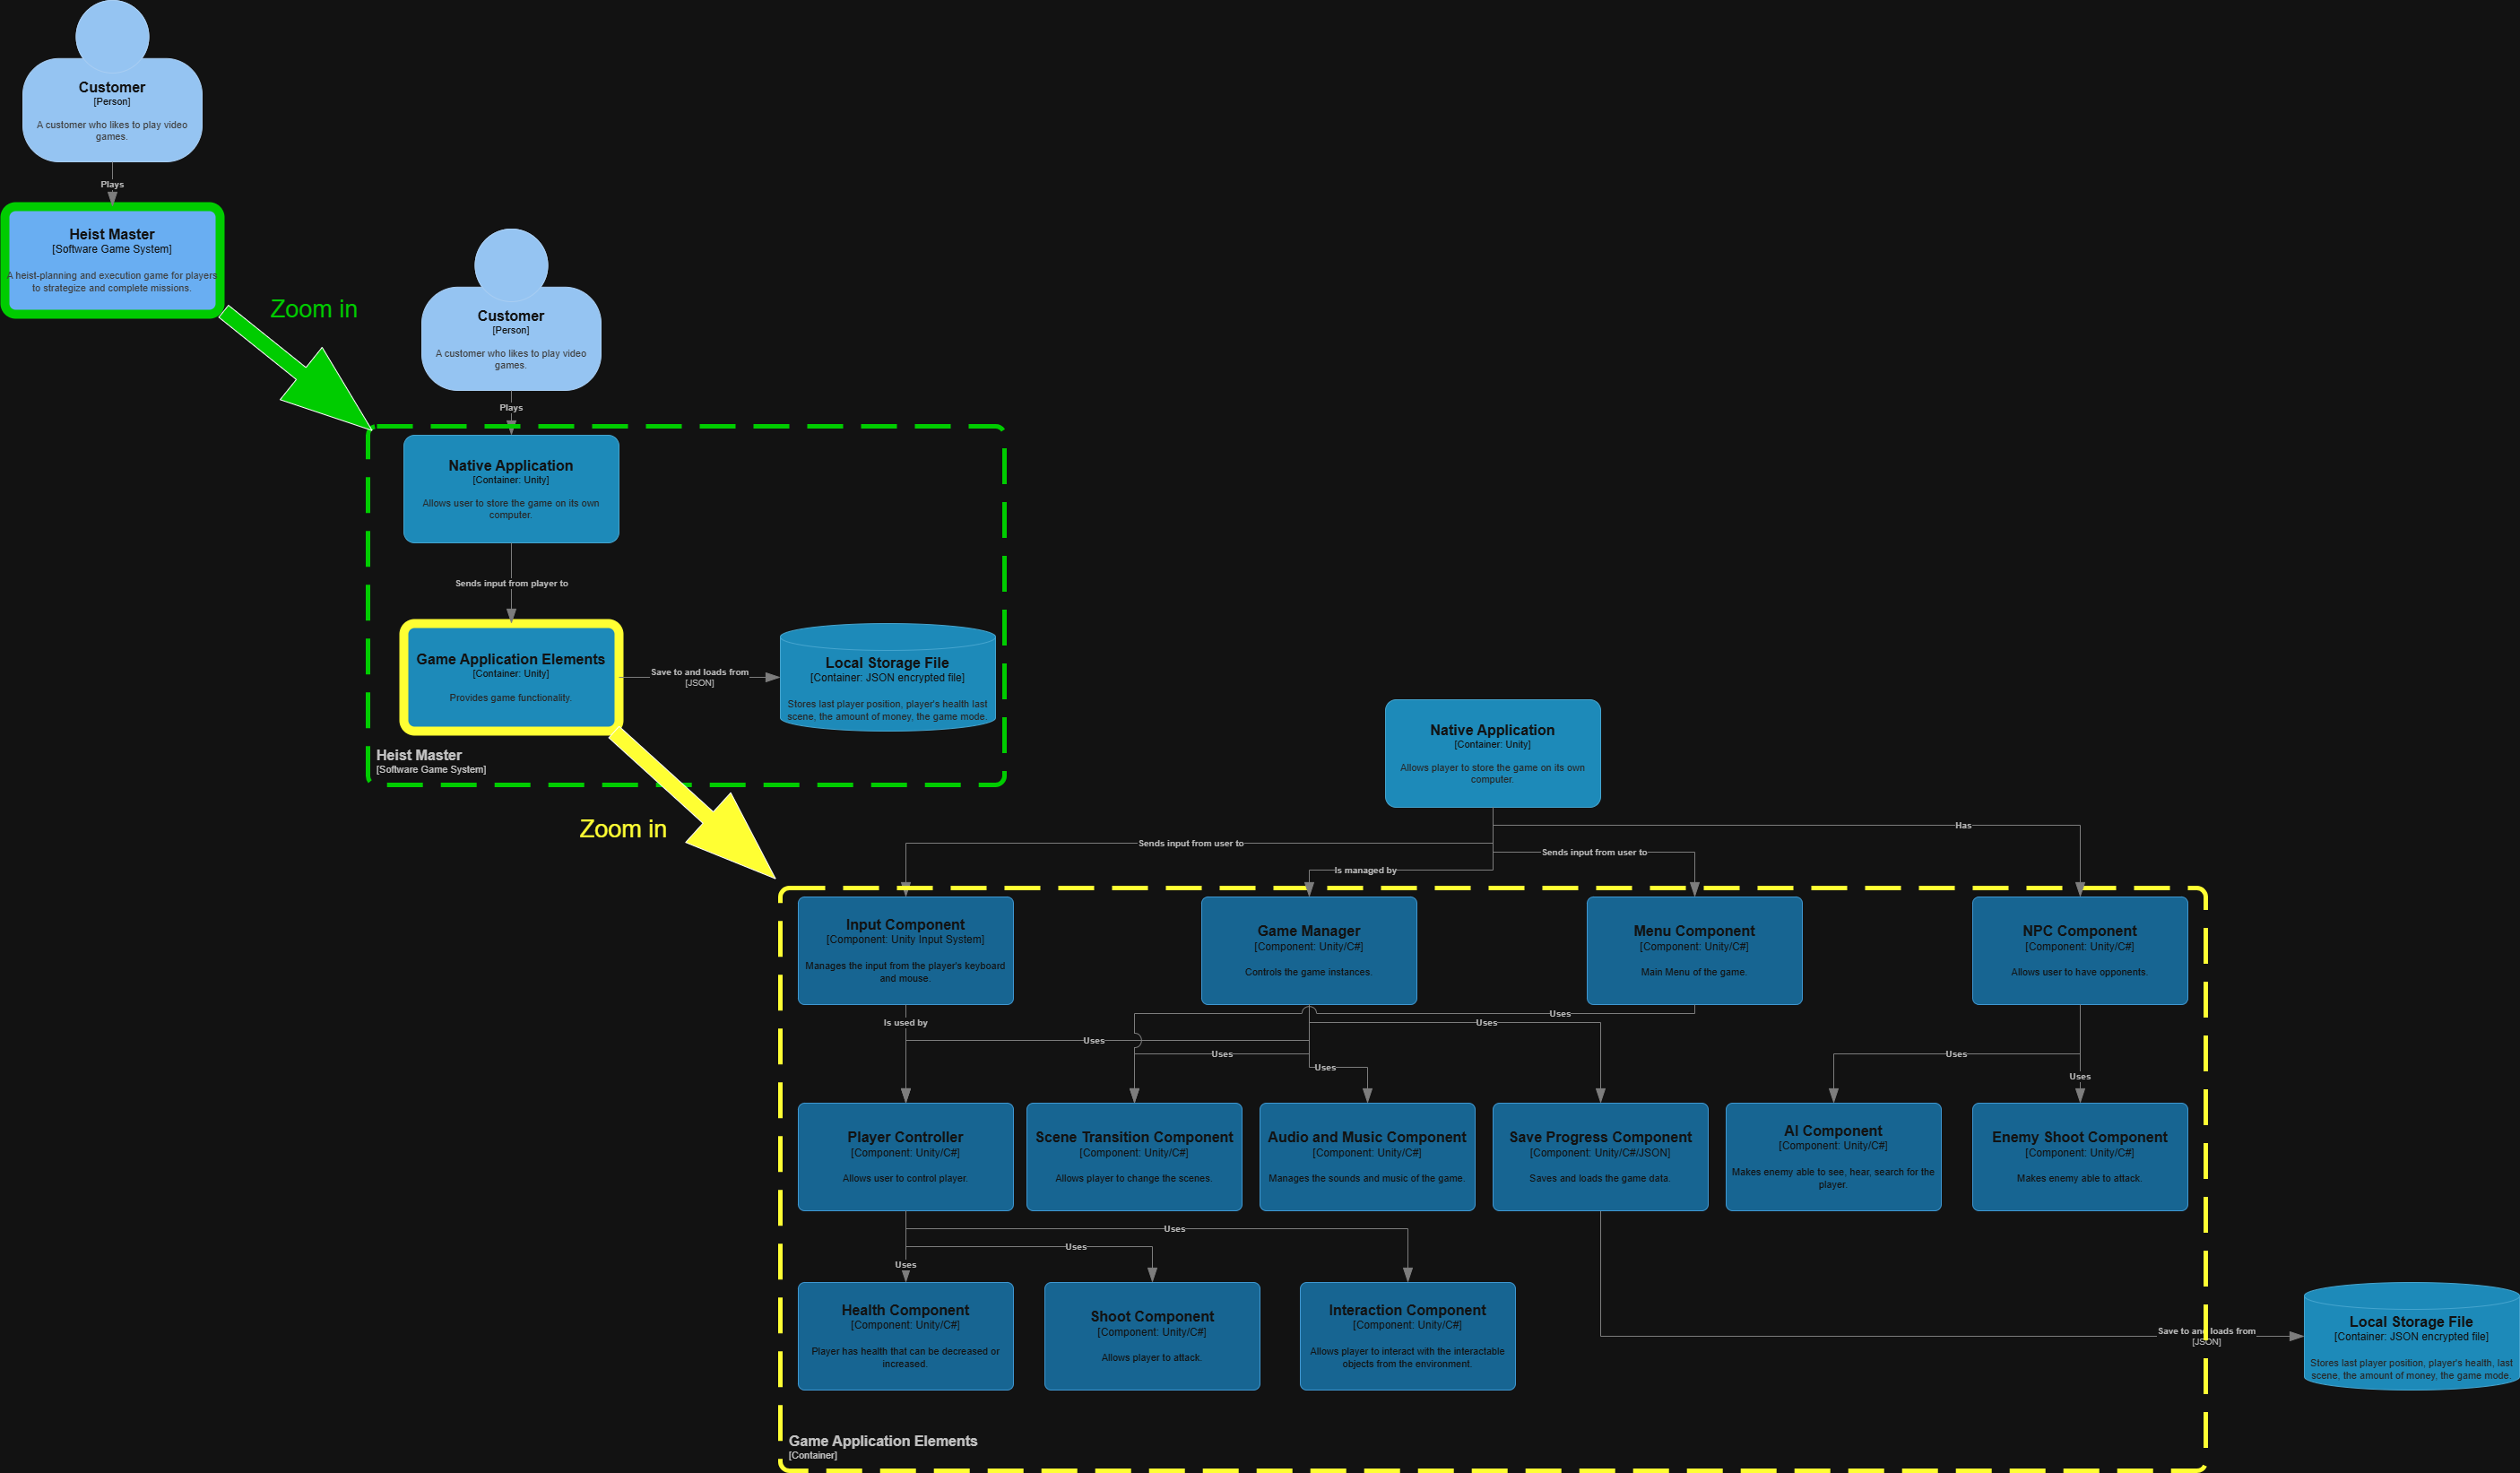 Customer
[Person]
A customer who likes to play video
games.
Plays
Heist Master
[Software Game System]
A heist-planning and execution game for players
to strategize and complete missions.
Zoom in
Customer
[Person]
A customer who likes to play video
games.
Plays
Native Application
[Container: Unity]
Allows user to store the game on its own
computer.
Sends input from player to
Game Application Elements
[Container: Unity]
Provides game functionality.
Save to and loads from
[JSON]
Local Storage File
[Container: JSON encrypted file]
Stores last player position, player's health last
scene, the amount of money, the game mode.
Heist Master
[Software Game System]
Zoom in
Native Application
[Container: Unity]
Allows player to store the game on its own
computer.
Has
Sends input from user to
Sends input from user to
Is managed by
Input Component
[Component: Unity Input System]
Manages the input from the player's keyboard
and mouse.
Game Manager
[Component: Unity/C#]
Controls the game instances.
Menu Component
[Component: Unity/C#]
Main Menu of the game.
NPC Component
[Component: Unity/C#]
Allows user to have opponents.
Is used by
Uses
Uses
Uses
Uses
Uses
Uses
Uses
Player Controller
[Component: Unity/C#]
Allows user to control player.
Scene Transition Component
[Component: Unity/C#]
Allows player to change the scenes.
Audio and Music Component
[Component: Unity/C#]
Manages the sounds and music of the game.
Save Progress Component
[Component: Unity/C#/JSON]
Saves and loads the game data.
AI Component
[Component: Unity/C#]
Makes enemy able to see, hear, search for the
player.
Enemy Shoot Component
[Component: Unity/C#]
Makes enemy able to attack.
Uses
Uses
Uses
Health Component
[Component: Unity/C#]
Player has health that can be decreased or
increased.
Shoot Component
[Component: Unity/C#]
Allows player to attack.
Interaction Component
[Component: Unity/C#]
Allows player to interact with the interactable
objects from the environment.
Save to and loads from
[JSON]
Local Storage File
[Container: JSON encrypted file]
Stores last player position, player's health, last
scene, the amount of money, the game mode.
Game Application Elements
[Container]